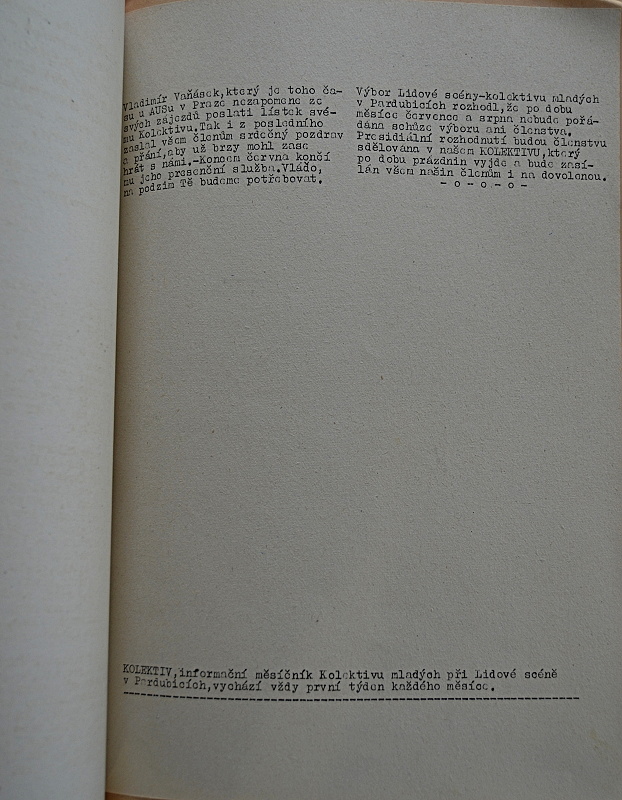 Vladimír Vaňásek,který je toho ča-
su u AUSu v Praze nezapomene ze
svých zájezdů poslati lístek své-
mu Kolektivu.Tak i z posledního
zaslal všem členům srdečný pozdrav
a přání,aby už brzy mohl zase
hrát s námi.-Koncem června končí
mu jeho presenční služba.Vládo,
na podzim Tě budeme potřebovat.
Výbor Lidové scény-kolektivu mladých
v Pardubicích rozhodl,že po dobu
měsíce července a srpna nebude pořá-
dána schůze výboru ani členstva.
Presidiální rozhodnutí budou členstvu
sdělována v našem KOLEKTIVU,který
po dobu prázdnin vyjde a bude zasí-
lán všem našin členům i na dovolenou.
- o - o - o -
KOLEKTIV,informační měsíčník Kolektivu mladých při Lidové scéně
v Pardubicích,vychází vždy první týden každého měsíce.